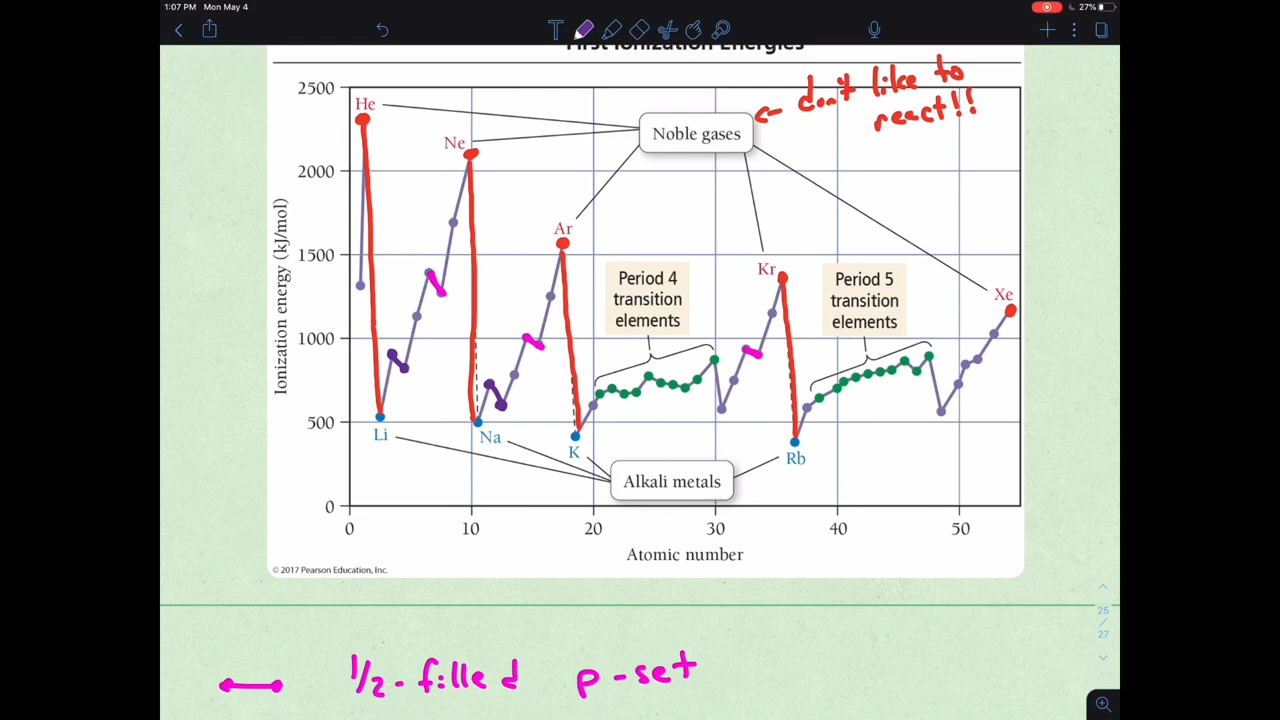 1:07 PM Mon May 4
27%
First Ionization Energies
don't like to
react!!
2500
2000
1500
1000
500
0
Ionization energy (kJ/mol)
He
Ne
Ar
Kr
Xe
Noble gases
Period 4
transition
elements
Period 5
transition
elements
Li
Na
K
Rb
Alkali metals
0 10 20 30 40 50
Atomic number
© 2017 Pearson Education, Inc.
25
/
27
1/2-filled p-set